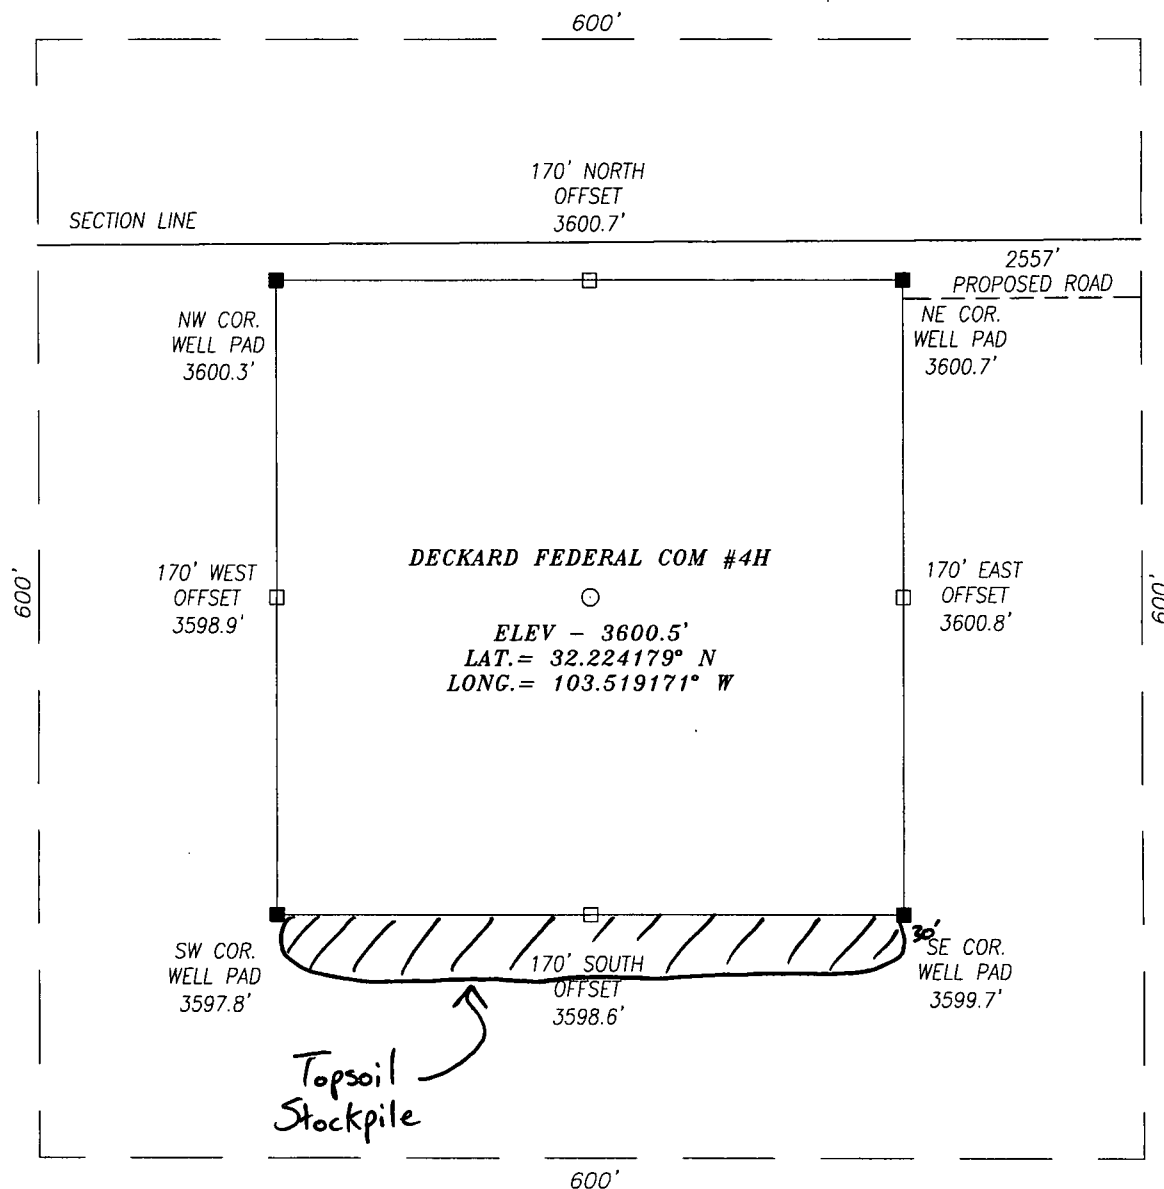 600'
170' NORTH
OFFSET
3600.7'
SECTION LINE
2557'
PROPOSED ROAD
NW COR.
WELL PAD
3600.3'
NE COR.
WELL PAD
3600.7'
DECKARD FEDERAL COM #4H
600'
170' WEST
OFFSET
3598.9'
170' EAST
OFFSET
3600.8'
600'
ELEV - 3600.5'
LAT.= 32.224179° N
LONG.= 103.519171° W
30'
SW COR.
WELL PAD
3597.8'
170' SOUTH
OFFSET
3598.6'
SE COR.
WELL PAD
3599.7'
Topsoil
Stockpile
600'